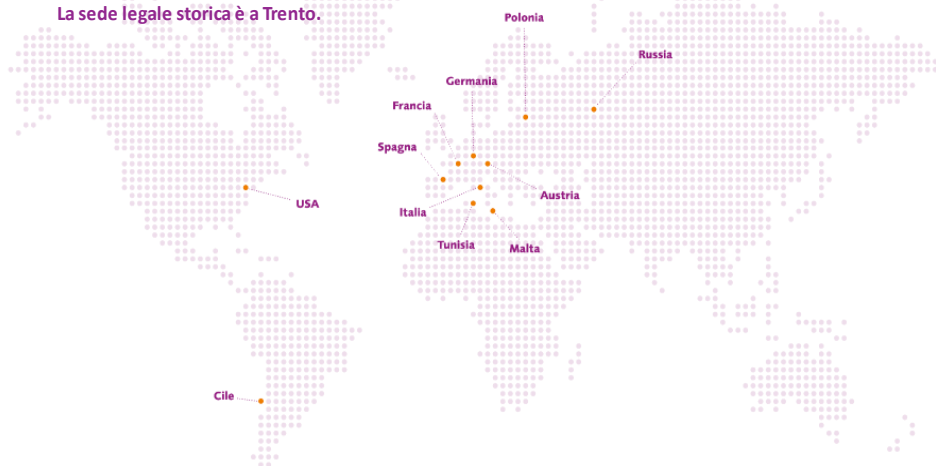 La sede legale storica è a Trento.
Polonia
Russia
Germania
Francia
Spagna
Austria
USA
Italia
Tunisia
Malta
Cile